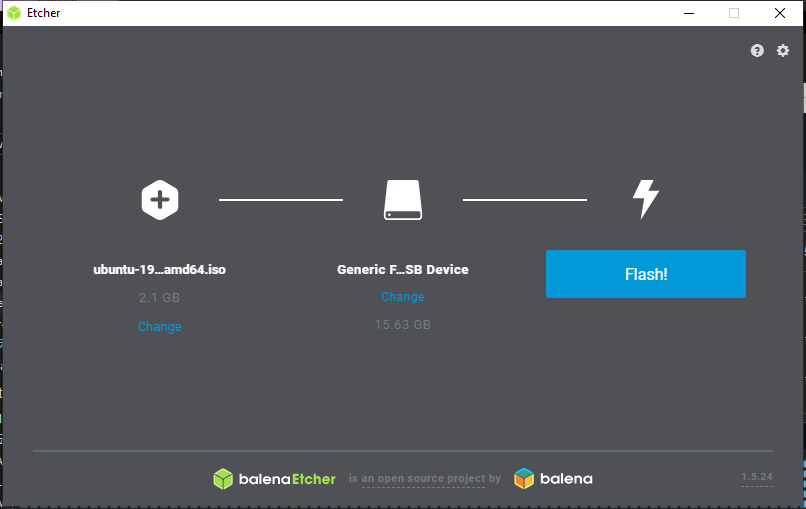 Etcher
ubuntu-19...amd64.iso
Generic F...SB Device
Flash!
2.1 GB
Change
Change
15.63 GB
balenaEtcher is an open source project by balena
1.5.24